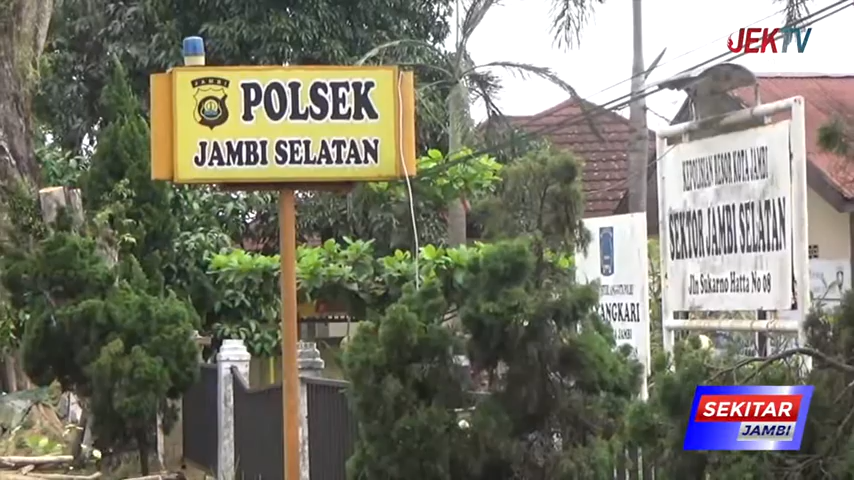 JEKTV
JAMBI
POLSEK
JAMBI SELATAN
KEPOLISIAN RESOR KOTA JAMBI
SEKTOR JAMBI SELATAN
Jln Sukarno Hatta No 08
ANGKARI
JAMBI
SEKITAR
JAMBI